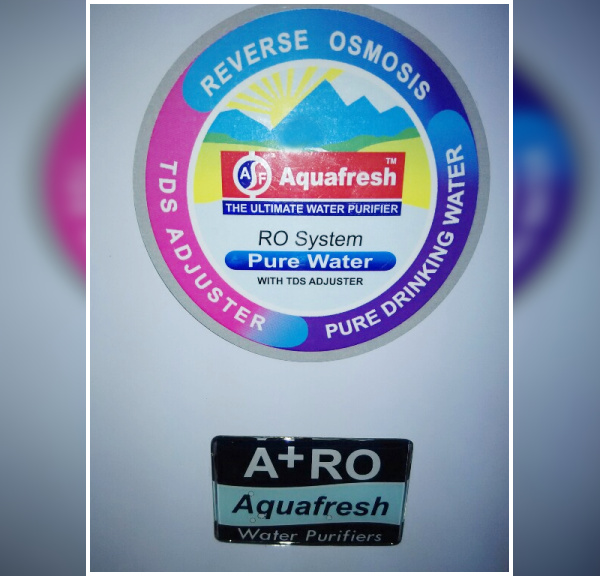 REVERSE OSMOSIS
TDS ADJUSTER
PURE DRINKING WATER
ASF Aquafresh™
THE ULTIMATE WATER PURIFIER
RO System
Pure Water
WITH TDS ADJUSTER
A+RO
Aquafresh
Water Purifiers